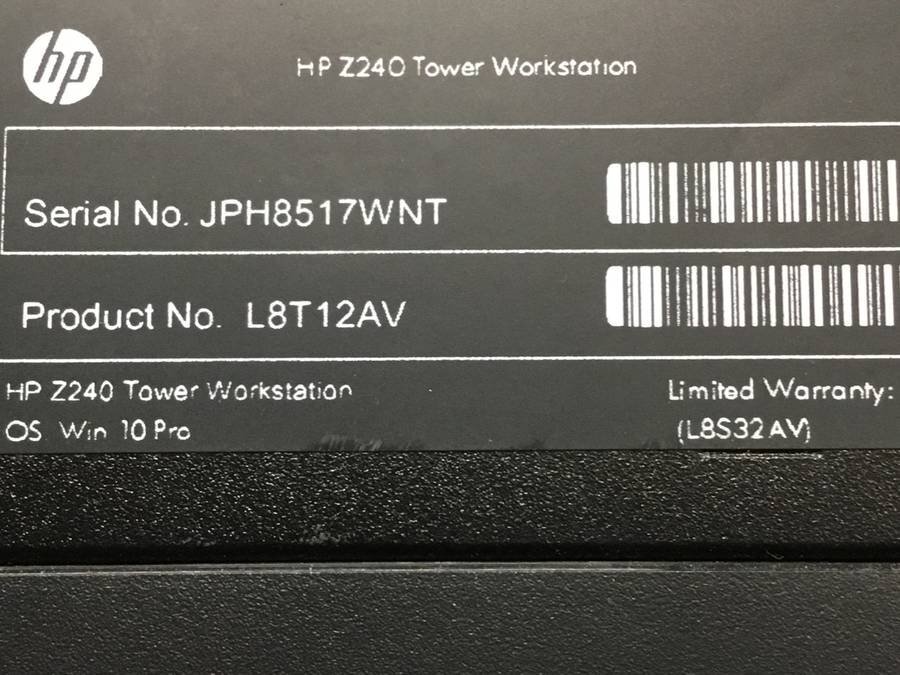 hp
HP Z240 Tower Workstation
Serial No. JPH8517WNT
Product No. L8T12AV
HP Z240 Tower Workstation
OS Win 10 Pro
Limited Warranty:
(L8S32AV)